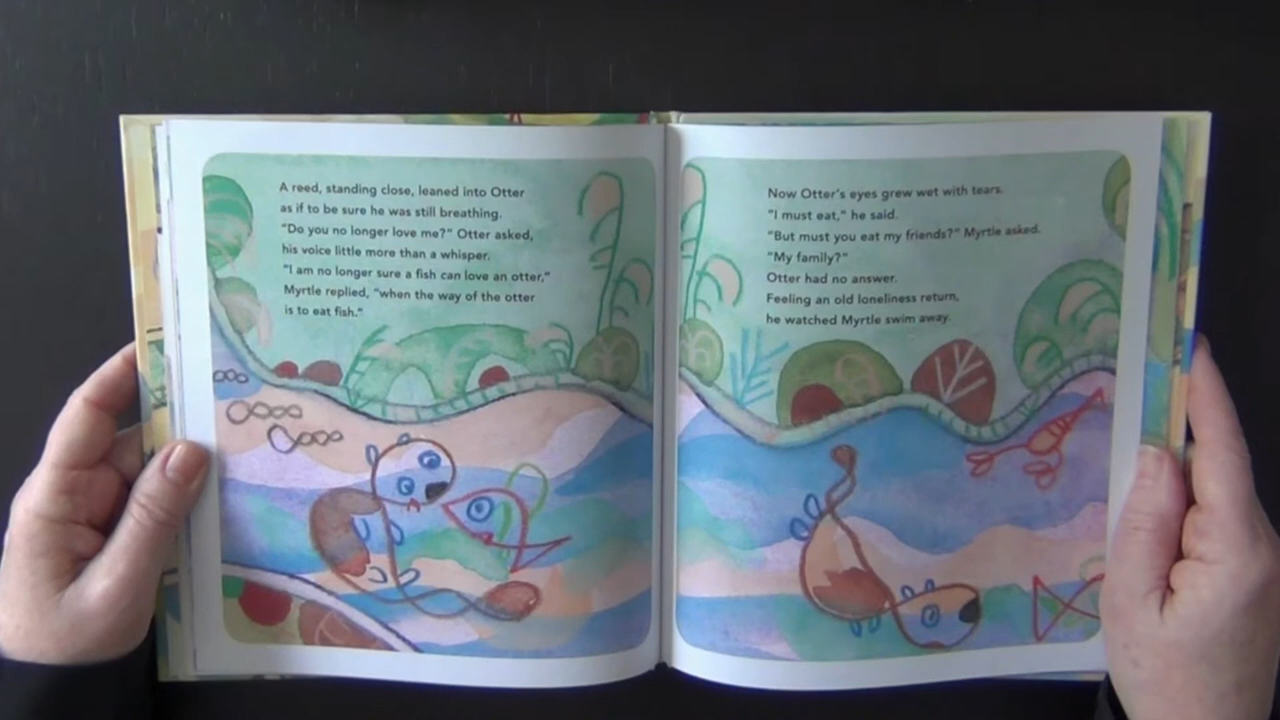 A reed, standing close, leaned into Otter
as if to be sure he was still breathing.
"Do you no longer love me?" Otter asked,
his voice little more than a whisper.
"I am no longer sure a fish can love an otter,"
Myrtle replied, "when the way of the otter
is to eat fish."
Now Otter's eyes grew wet with tears.
"I must eat," he said.
"But must you eat my friends?" Myrtle asked.
"My family?"
Otter had no answer.
Feeling an old loneliness return,
he watched Myrtle swim away.